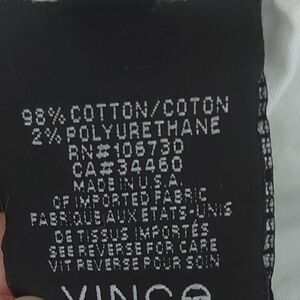 98% COTTON/COTON
2% POLYURETHANE
RN#106730
CA#34460
MADE IN U.S.A.
OF IMPORTED FABRIC
FABRIQUE AUX ETATS-UNIS
DE TISSUS IMPORTÉS
SEE REVERSE FOR CARE
VIT REVERSE POUR SOIN
VINCE